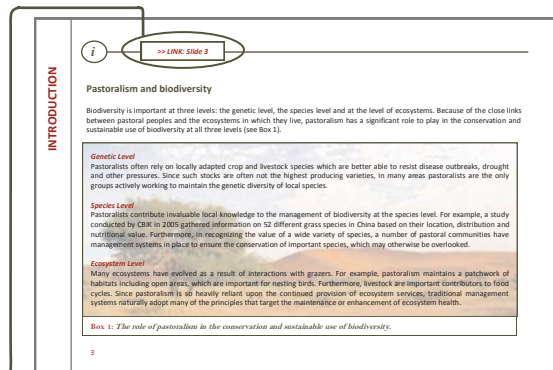 i
>> LINK: Slide 3
INTRODUCTION
Pastoralism and biodiversity
Biodiversity is important at three levels: the genetic level, the species level and at the level of ecosystems. Because of the close links
between pastoral peoples and the ecosystems in which they live, pastoralism has a significant role to play in the conservation and
sustainable use of biodiversity at all three levels (see Box 1).
Genetic Level
Pastoralists often rely on locally adapted crop and livestock species which are better able to resist disease outbreaks, drought
and other pressures. Since such stocks are often not the highest producing varieties, in many areas pastoralists are the only
groups actively working to maintain the genetic diversity of local species.
Species Level
Pastoralists contribute invaluable local knowledge to the management of biodiversity at the species level. For example, a study
conducted by CBIK in 2005 gathered information on 52 different grass species in China based on their location, distribution and
nutritional value. Furthermore, in recognizing the value of a wide variety of species, a number of pastoral communities have
management systems in place to ensure the conservation of important species, which may otherwise be overlooked.
Ecosystem Level
Many ecosystems have evolved as a result of interactions with grazers. For example, pastoralism maintains a patchwork of
habitats including open areas, which are important for nesting birds. Furthermore, livestock are important contributors to food
cycles. Since pastoralism is so heavily reliant upon the continued provision of ecosystem services, traditional management
systems naturally adopt many of the principles that target the maintenance or enhancement of ecosystem health.
Box 1: The role of pastoralism in the conservation and sustainable use of biodiversity.
3